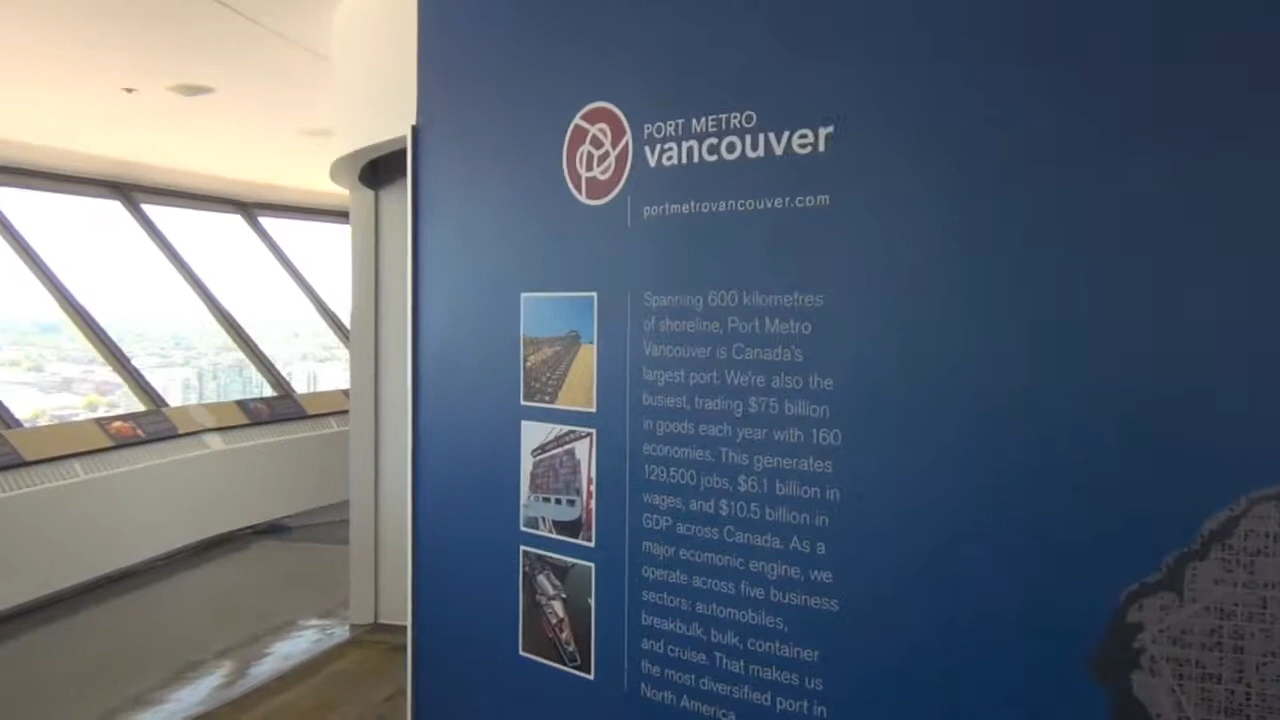 PORT METRO
vancouver
portmetrovancouver.com
Spanning 600 kilometres
of shoreline, Port Metro
Vancouver is Canada's
largest port. We're also the
busiest, trading $75 billion
in goods each year with 160
economies. This generates
129,500 jobs, $6.1 billion in
wages, and $10.5 billion in
GDP across Canada. As a
major ecomonic engine, we
operate across five business
sectors: automobiles,
breakbulk, bulk, container
and cruise. That makes us
the most diversified port in
North America